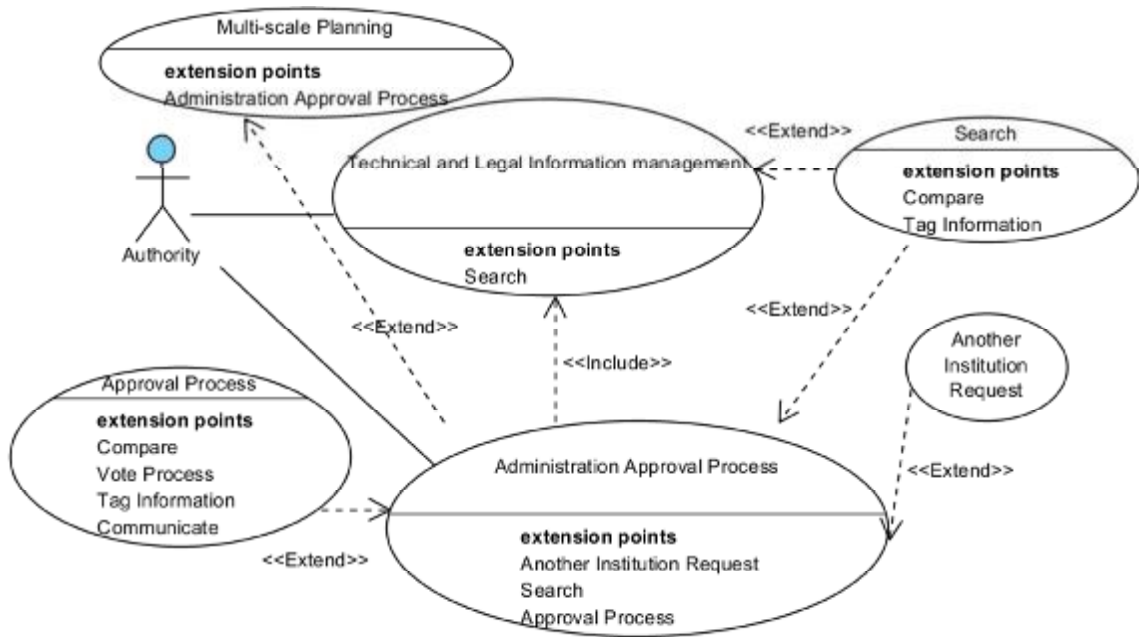 Multi-scale Planning
extension points
Administration Approval Process
Technical and Legal Information management
extension points
Search
<<Extend>>
Search
extension points
Compare
Tag Information
Authority
<<Extend>>
<<Extend>>
<<Include>>
Another
Institution
Request
<<Extend>>
Approval Process
extension points
Compare
Vote Process
Tag Information
Communicate
<<Extend>>
Administration Approval Process
extension points
Another Institution Request
Search
Approval Process